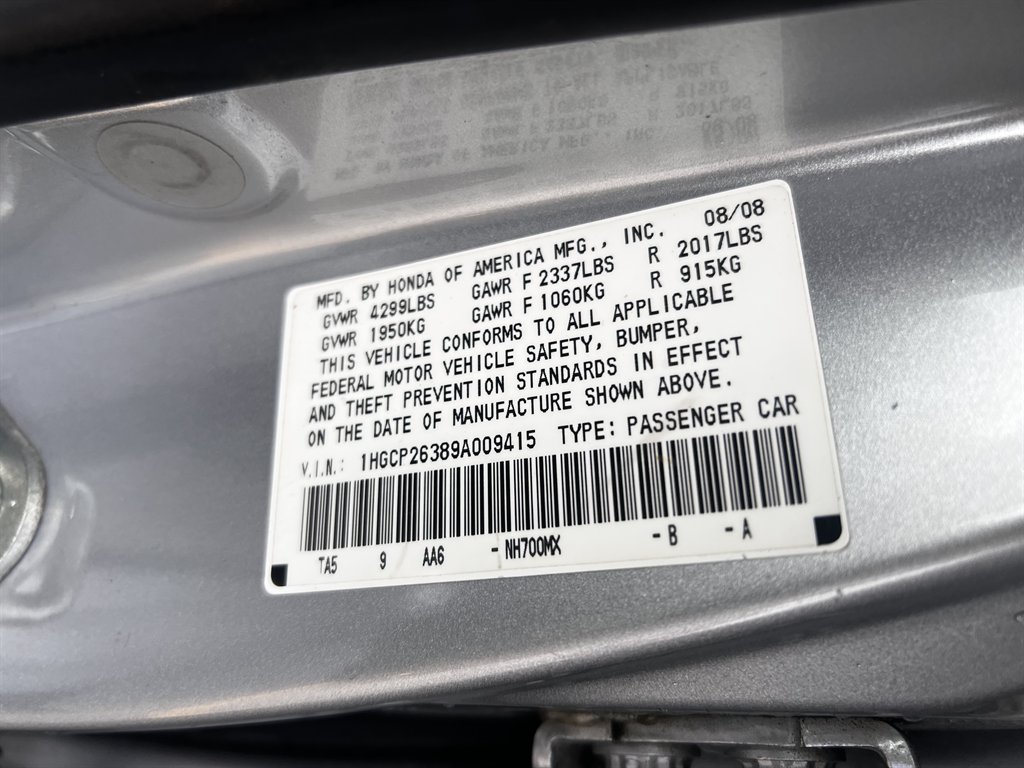 MFD. BY HONDA OF AMERICA MFG., INC. 08/08
GVWR 4299LBS GAWR F 2337LBS R 2017LBS
GVWR 1950KG GAWR F 1060KG R 915KG
THIS VEHICLE CONFORMS TO ALL APPLICABLE
FEDERAL MOTOR VEHICLE SAFETY, BUMPER,
AND THEFT PREVENTION STANDARDS IN EFFECT
ON THE DATE OF MANUFACTURE SHOWN ABOVE.
V.I.N.: 1HGCP26389A009415 TYPE: PASSENGER CAR
TA5 9 AA6 -NH700MX -B -A